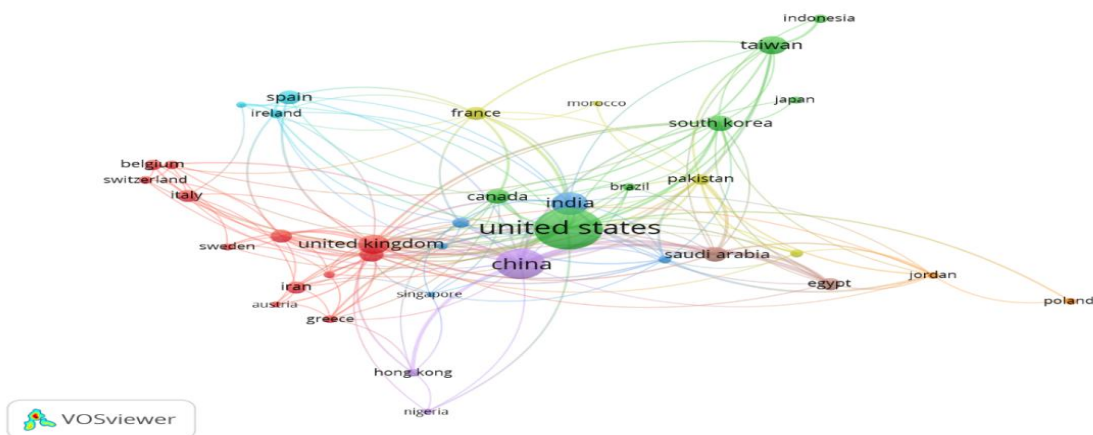 indonesia
taiwan
spain
japan
morocco
ireland
france
south korea
belgium
switzerland
pakistan
italy
brazil
canada
india
united states
sweden
united kingdom
saudi arabia
china
jordan
egypt
iran
singapore
poland
austria
greece
hong kong
nigeria
VOSviewer